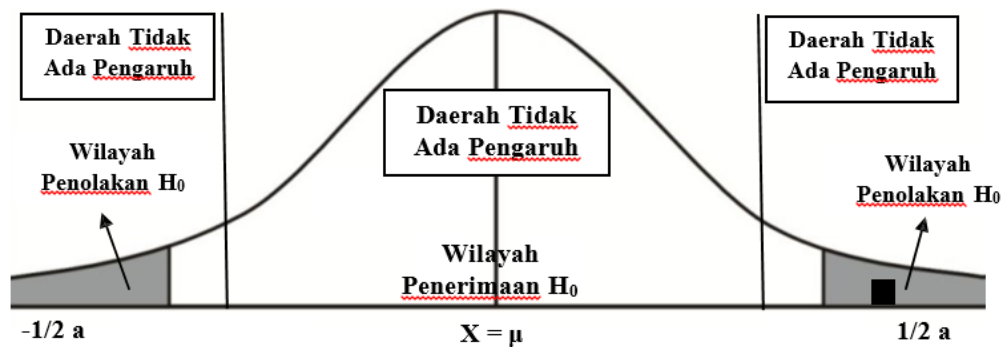 Daerah Tidak
Ada Pengaruh
Daerah Tidak
Ada Pengaruh
Daerah Tidak
Ada Pengaruh
Wilayah
Penolakan H₀
Wilayah
Penolakan H₀
Wilayah
Penerimaan H₀
-1/2 a
X = μ
1/2 a